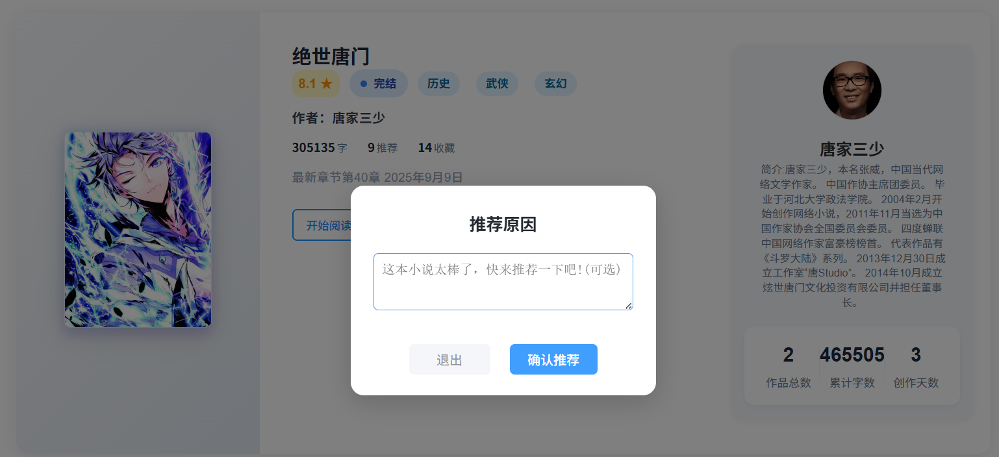 绝世唐门
8.1 ★ 完结 历史 武侠 玄幻
作者：唐家三少
305135 字 9 推荐 14 收藏
最新章节第40章 2025年9月9日
开始阅读
推荐原因
这本小说太棒了，快来推荐一下吧!(可选)
退出 确认推荐
唐家三少
简介:唐家三少，本名张威，中国当代网
络文学作家。 中国作协主席团委员。 毕
业于河北大学政法学院。 2004年2月开
始创作网络小说，2011年11月当选为中
国作家协会全国委员会委员。 四度蝉联
中国网络作家富豪榜榜首。 代表作品有
《斗罗大陆》系列。 2013年12月30日成
立工作室“唐Studio”。 2014年10月成立
炫世唐门文化投资有限公司并担任董事
长。
2 465505 3
作品总数 累计字数 创作天数